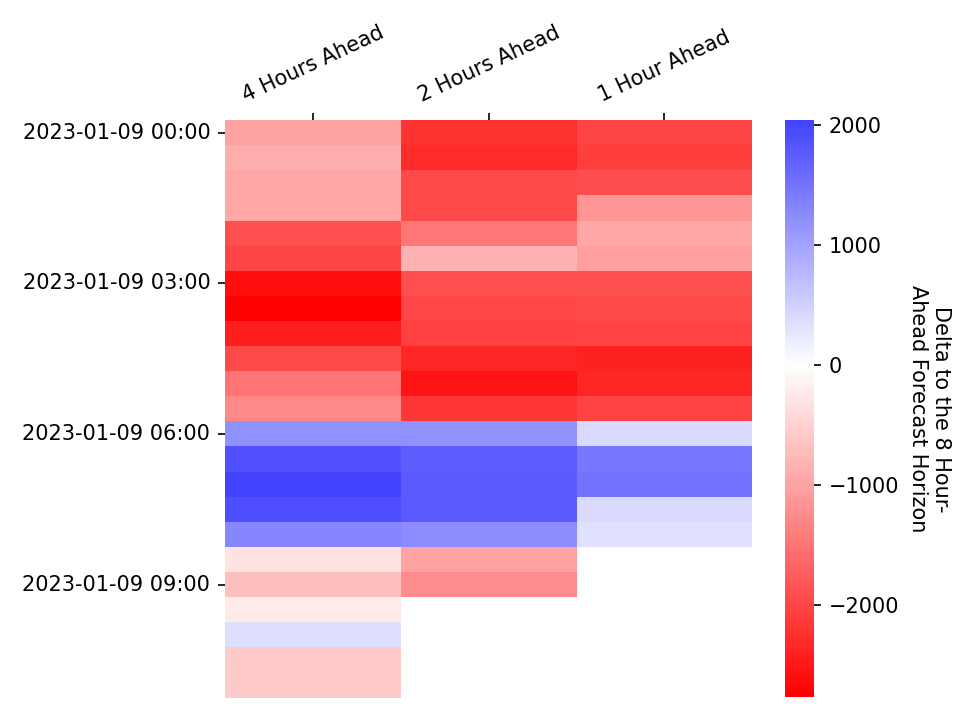 4 Hours Ahead
2 Hours Ahead
1 Hour Ahead
2023-01-09 00:00
2023-01-09 03:00
2023-01-09 06:00
2023-01-09 09:00
2000
1000
0
−1000
−2000
Delta to the 8 Hour-
Ahead Forecast Horizon